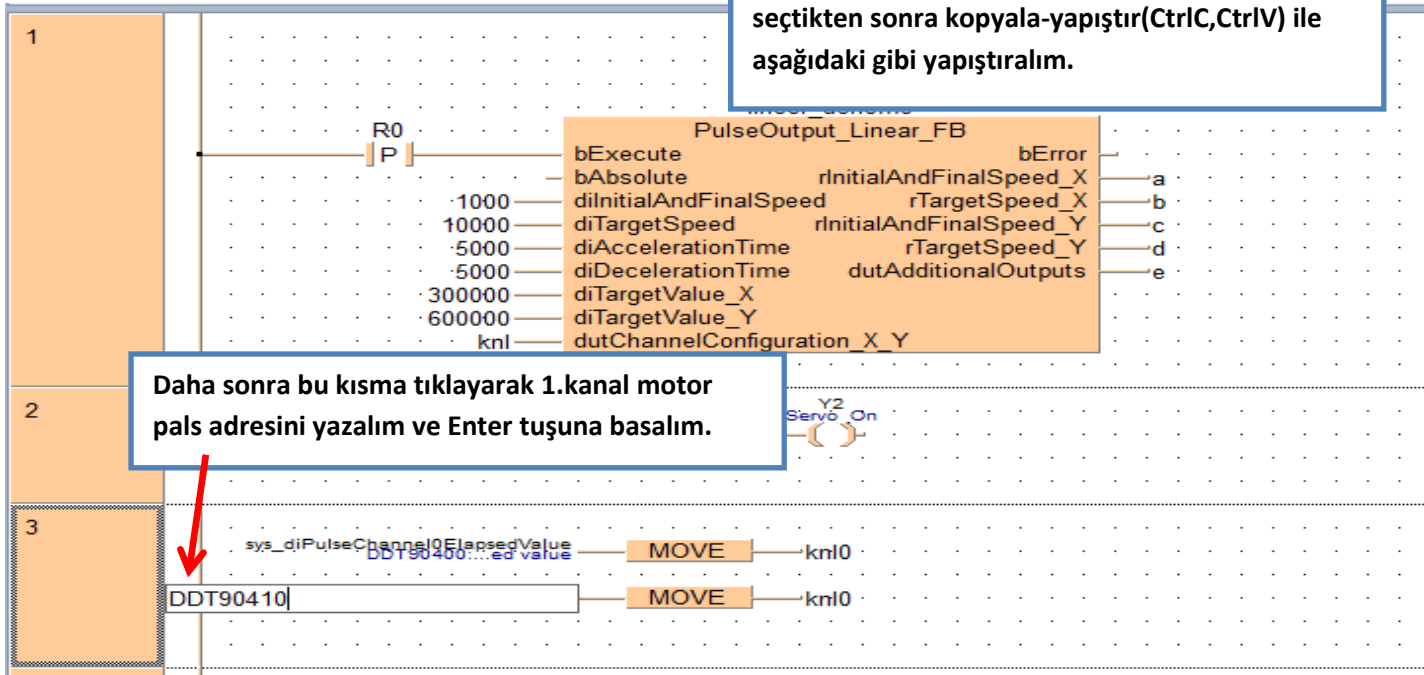 seçtikten sonra kopyala-yapıştır(CtrlC,CtrlV) ile
aşağıdaki gibi yapıştıralım.
1
R0
P
PulseOutput_Linear_FB
bExecute bError
bAbsolute rInitialAndFinalSpeed_X a
1000 diInitialAndFinalSpeed rTargetSpeed_X b
10000 diTargetSpeed rInitialAndFinalSpeed_Y c
5000 diAccelerationTime rTargetSpeed_Y d
5000 diDecelerationTime dutAdditionalOutputs e
300000 diTargetValue_X
600000 diTargetValue_Y
knl dutChannelConfiguration_X_Y
Daha sonra bu kısma tıklayarak 1.kanal motor
pals adresini yazalım ve Enter tuşuna basalım.
2
Y2
Servo_On
3
sys_diPulseChannel0ElapsedValue MOVE knl0
DDT90400:...ed value
DDT90410 MOVE knl0